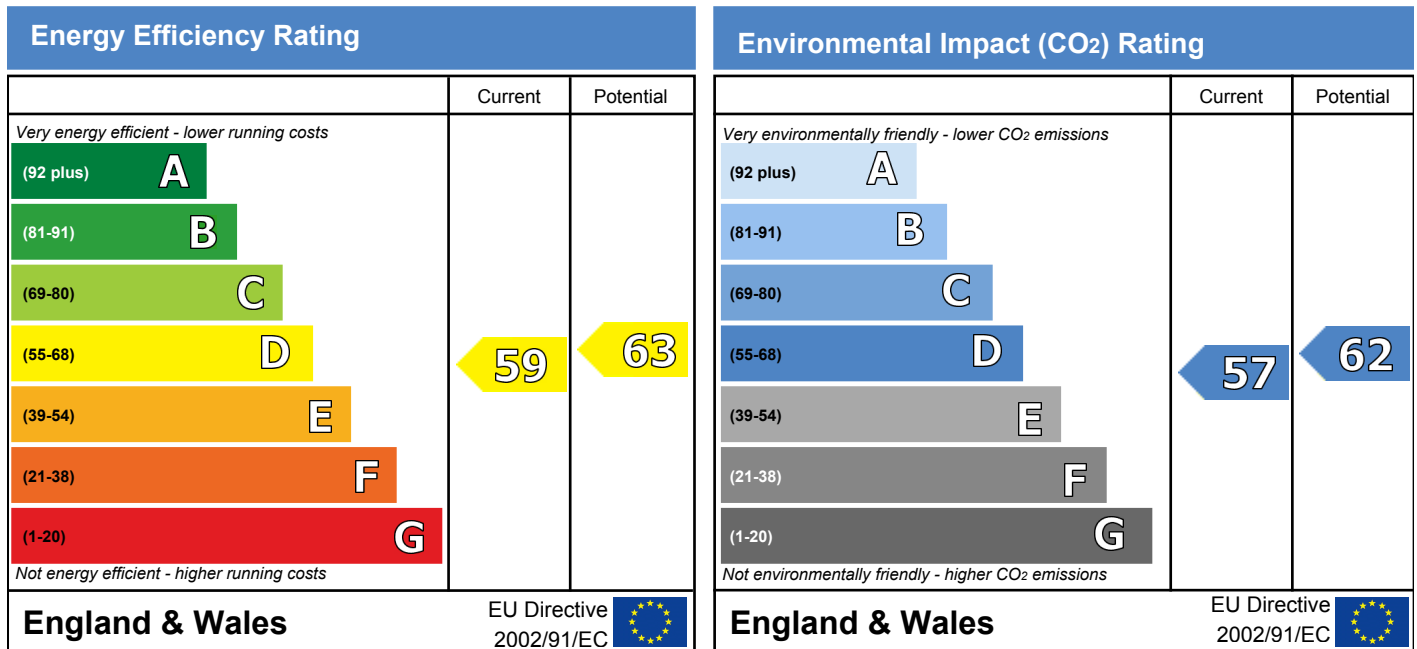 Energy Efficiency Rating
Current Potential
Very energy efficient - lower running costs
(92 plus) A
(81-91) B
(69-80) C
(55-68) D
59 63
(39-54) E
(21-38) F
(1-20) G
Not energy efficient - higher running costs
England & Wales
EU Directive
2002/91/EC
Environmental Impact (CO2) Rating
Current Potential
Very environmentally friendly - lower CO2 emissions
(92 plus) A
(81-91) B
(69-80) C
(55-68) D
57 62
(39-54) E
(21-38) F
(1-20) G
Not environmentally friendly - higher CO2 emissions
England & Wales
EU Directive
2002/91/EC